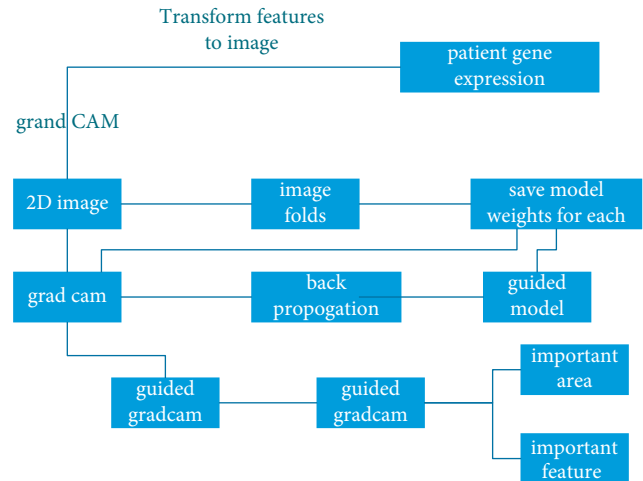 Transform features
to image
patient gene
expression
grand CAM
2D image
image
folds
save model
weights for each
grad cam
back
propogation
guided
model
guided
gradcam
guided
gradcam
important
area
important
feature